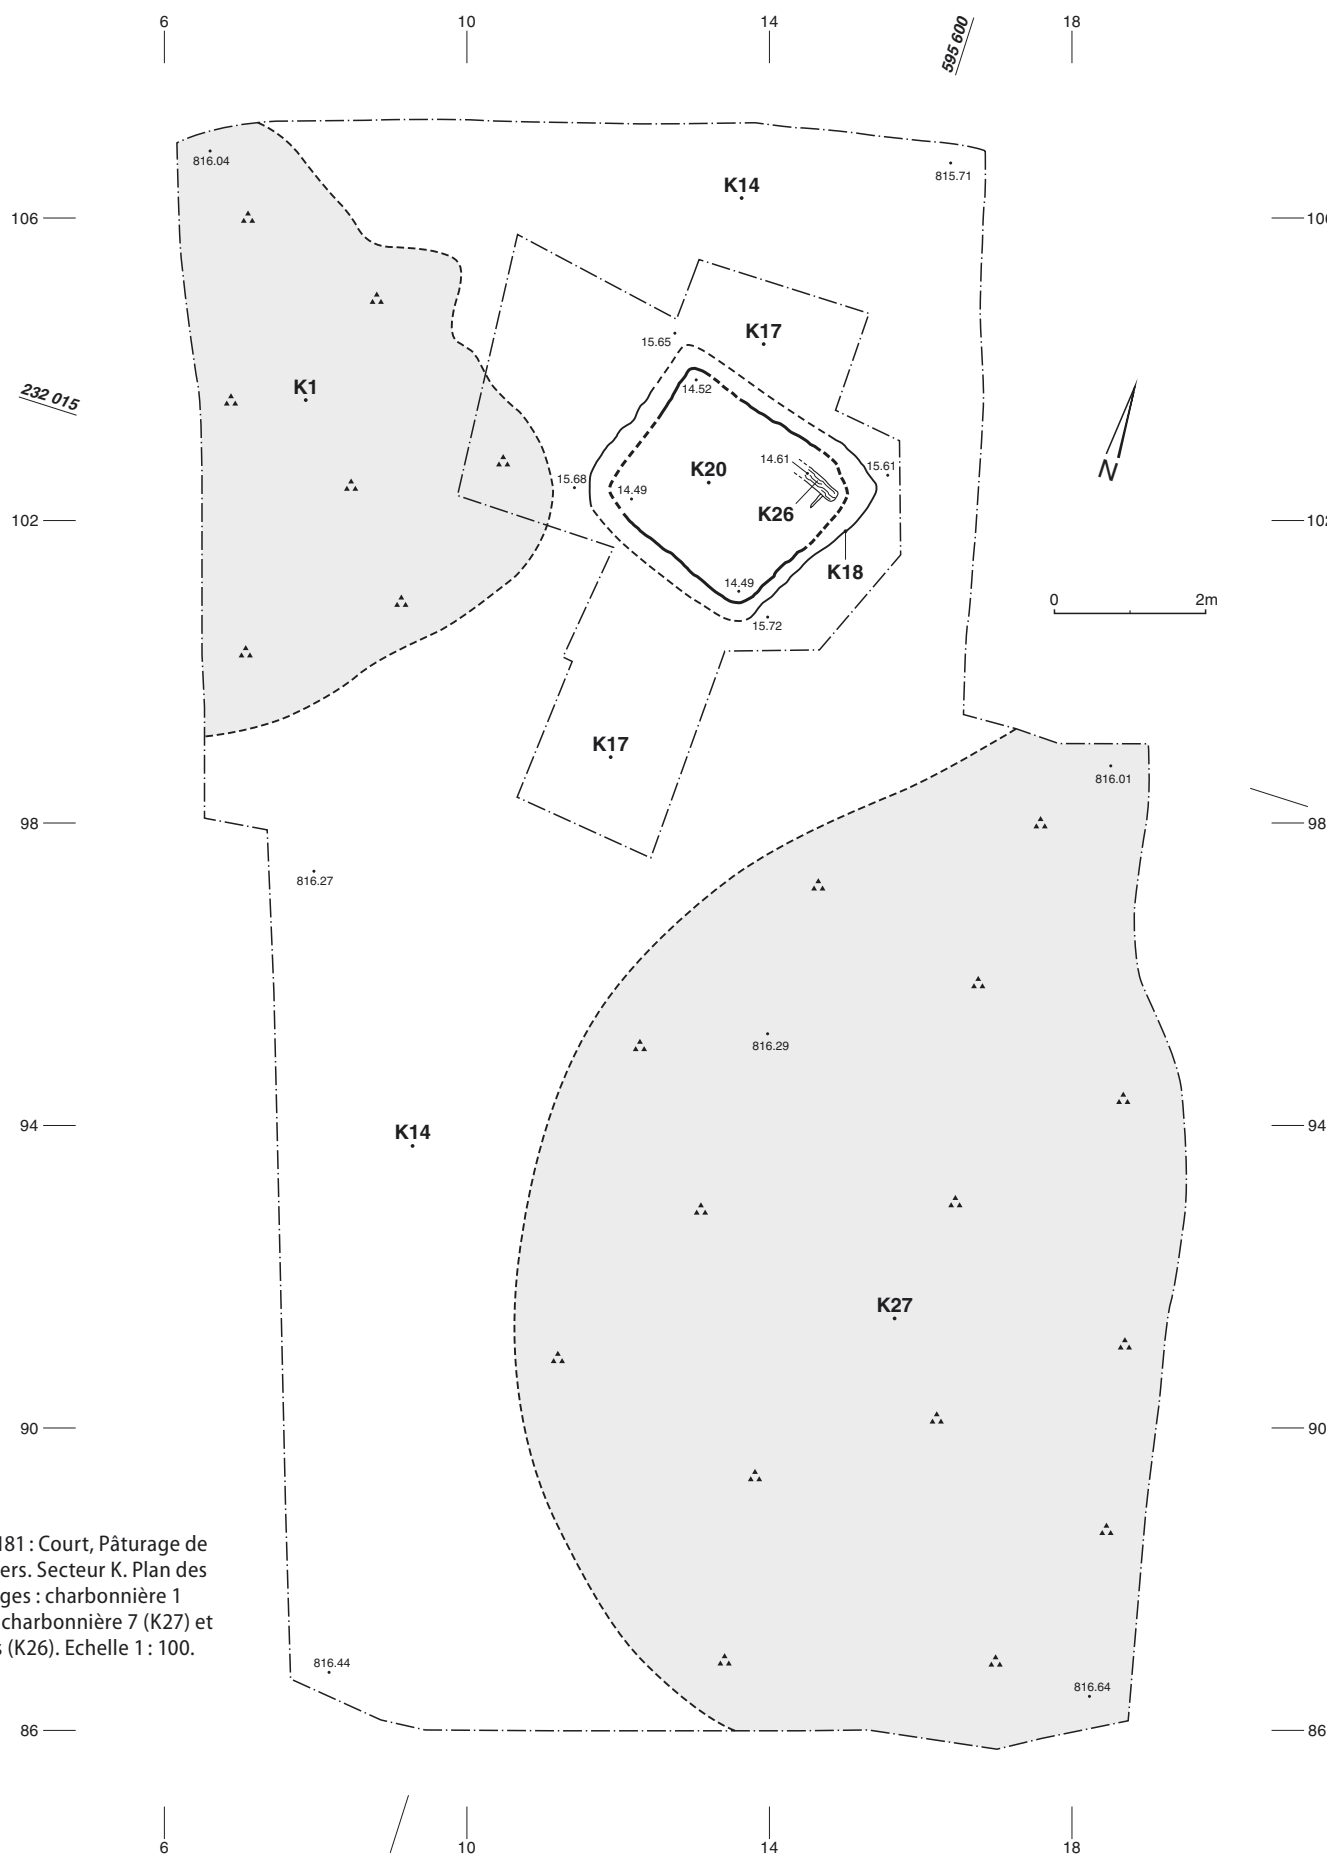 6 10 14 18
595 600
816.04
815.71
K14
106
K17
15.65
K1
232 015
14.52
N
14.61
15.61
K20
15.68
14.49
K26
102
K18
14.49
0 2m
15.72
K17
816.01
98 98
816.27
816.29
94 94
K14
K27
90 90
181 : Court, Pâturage de
Secteur K. Plan des
: charbonnière 1
charbonnière 7 (K27) et
(K26). Echelle 1 : 100.
816.44
816.64
86 86
6 10 14 18